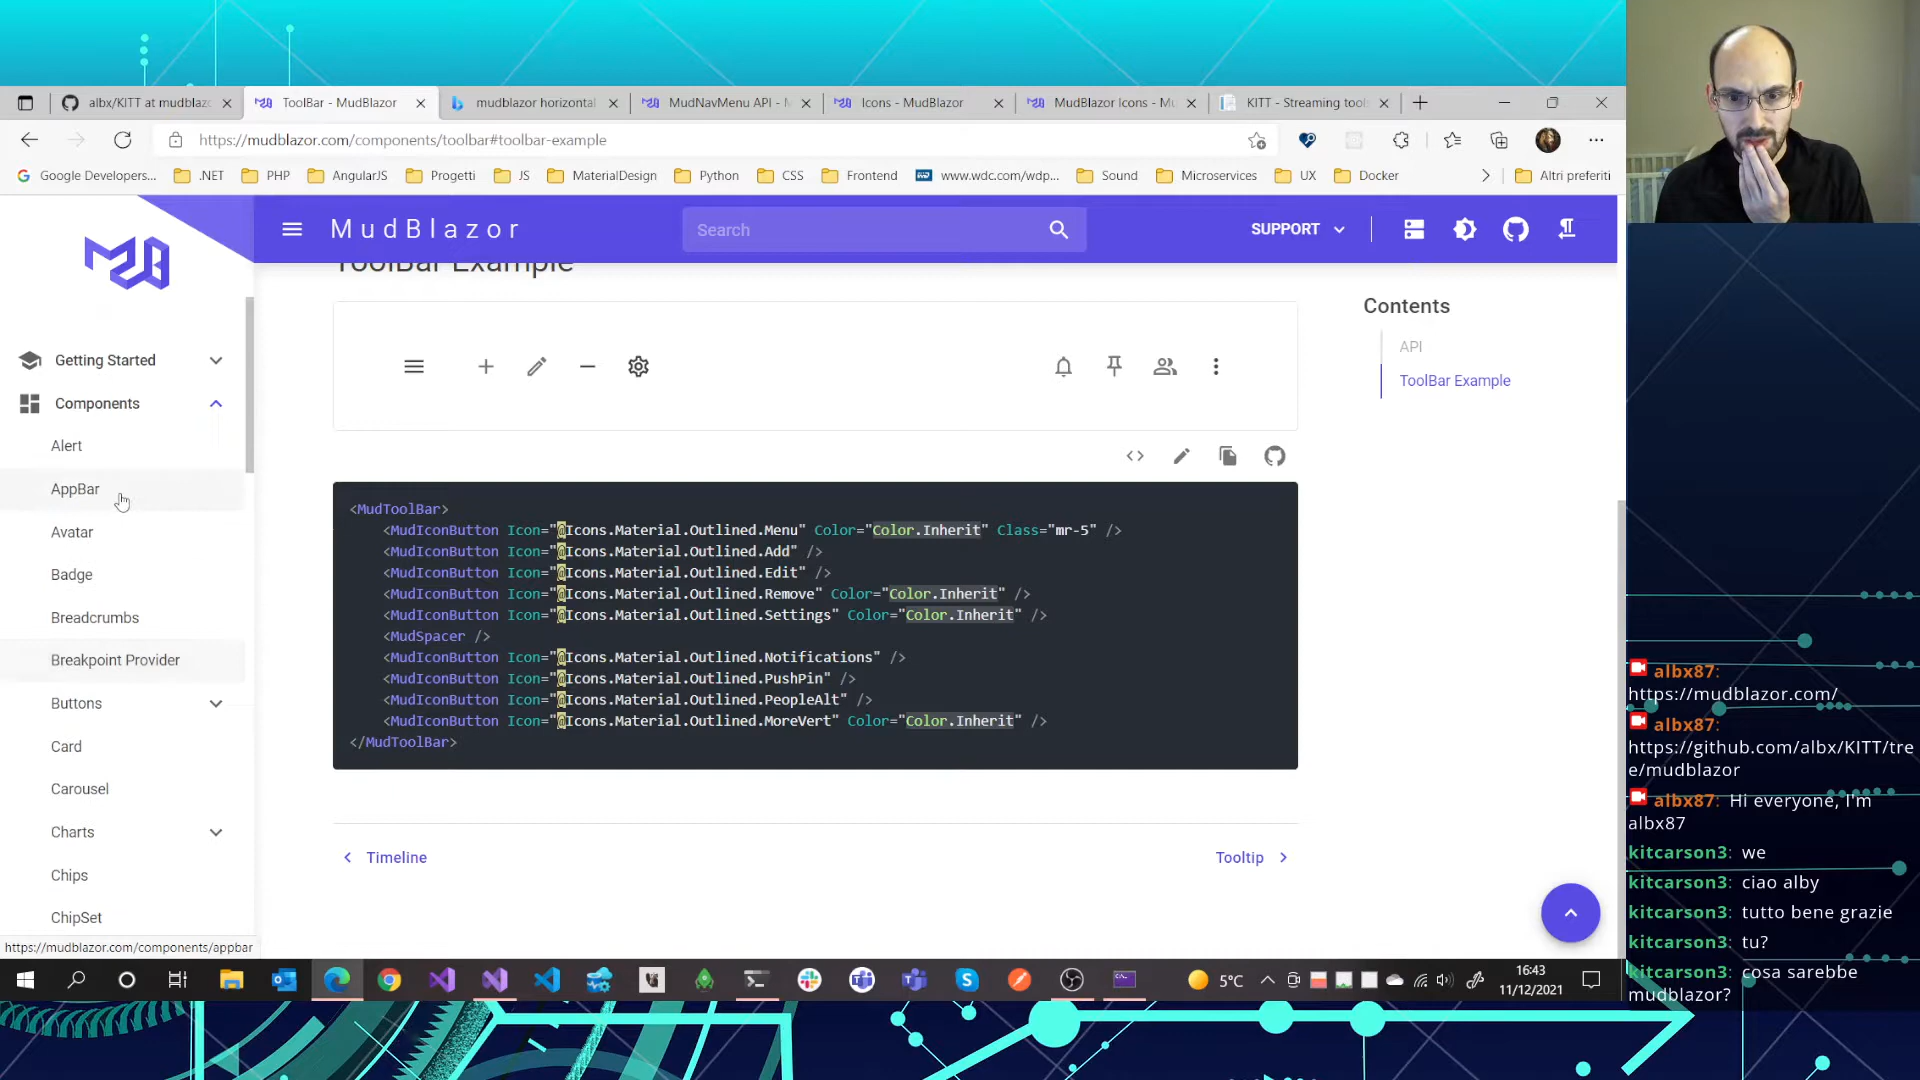 albx/KITT at mudblazo
ToolBar - MudBlazor
mudblazor horizontal
MudNavMenu API - M
Icons - MudBlazor
MudBlazor Icons - Mu
KITT - Streaming tools
https://mudblazor.com/components/toolbar#toolbar-example
Google Developers...
.NET
PHP
AngularJS
Progetti
JS
MaterialDesign
Python
CSS
Frontend
www.wdc.com/wdp...
Sound
Microservices
UX
Docker
Altri preferiti
MudBlazor
Search
SUPPORT
ToolBar Example
Getting Started
Components
Alert
AppBar
Avatar
Badge
Breadcrumbs
Breakpoint Provider
Buttons
Card
Carousel
Charts
Chips
ChipSet
Contents
API
ToolBar Example
<MudToolBar>
<MudIconButton Icon="@Icons.Material.Outlined.Menu" Color="Color.Inherit" Class="mr-5" />
<MudIconButton Icon="@Icons.Material.Outlined.Add" />
<MudIconButton Icon="@Icons.Material.Outlined.Edit" />
<MudIconButton Icon="@Icons.Material.Outlined.Remove" Color="Color.Inherit" />
<MudIconButton Icon="@Icons.Material.Outlined.Settings" Color="Color.Inherit" />
<MudSpacer />
<MudIconButton Icon="@Icons.Material.Outlined.Notifications" />
<MudIconButton Icon="@Icons.Material.Outlined.PushPin" />
<MudIconButton Icon="@Icons.Material.Outlined.PeopleAlt" />
<MudIconButton Icon="@Icons.Material.Outlined.MoreVert" Color="Color.Inherit" />
</MudToolBar>
Timeline
Tooltip
https://mudblazor.com/components/appbar
albx87:
https://mudblazor.com/
albx87:
https://github.com/albx/KITT/tre
e/mudblazor
albx87: Hi everyone, I'm
albx87
kitcarson3: we
kitcarson3: ciao alby
kitcarson3: tutto bene grazie
kitcarson3: tu?
kitcarson3: cosa sarebbe
mudblazor?
5°C
16:43
11/12/2021